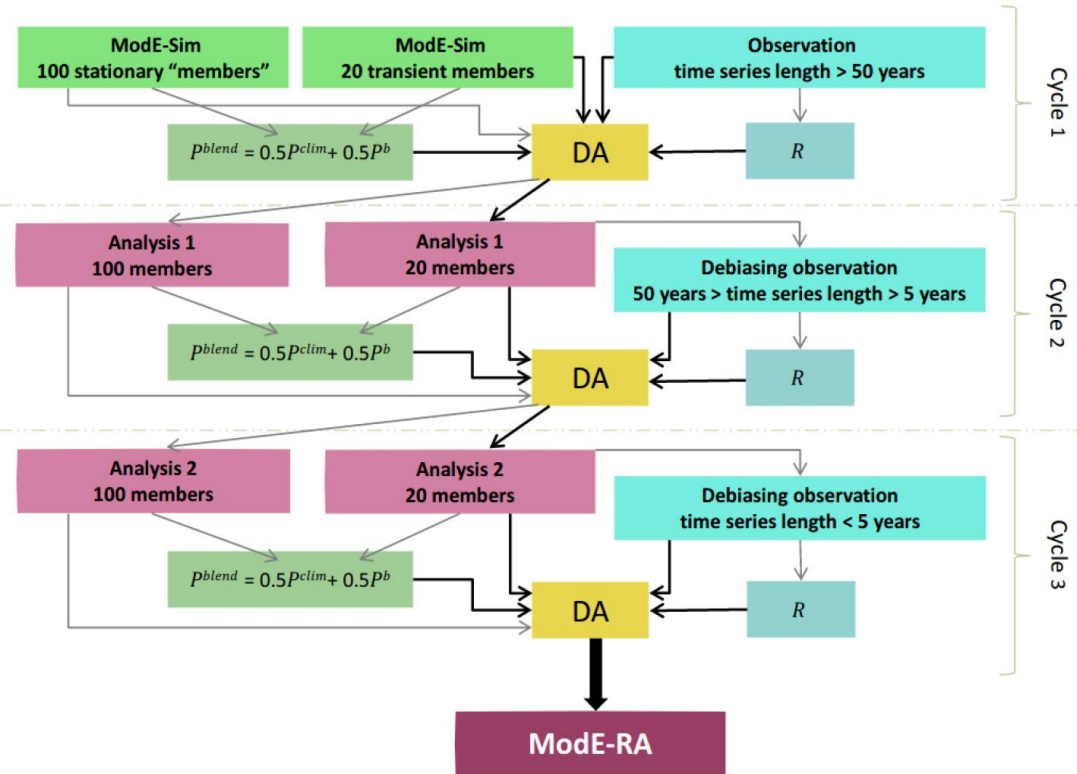 ModE-Sim
100 stationary “members”
ModE-Sim
20 transient members
Observation
time series length > 50 years
Cycle 1
P^blend = 0.5P^clim + 0.5P^b
DA
R
Analysis 1
100 members
Analysis 1
20 members
Debiasing observation
50 years > time series length > 5 years
Cycle 2
P^blend = 0.5P^clim + 0.5P^b
DA
R
Analysis 2
100 members
Analysis 2
20 members
Debiasing observation
time series length < 5 years
Cycle 3
P^blend = 0.5P^clim + 0.5P^b
DA
R
ModE-RA